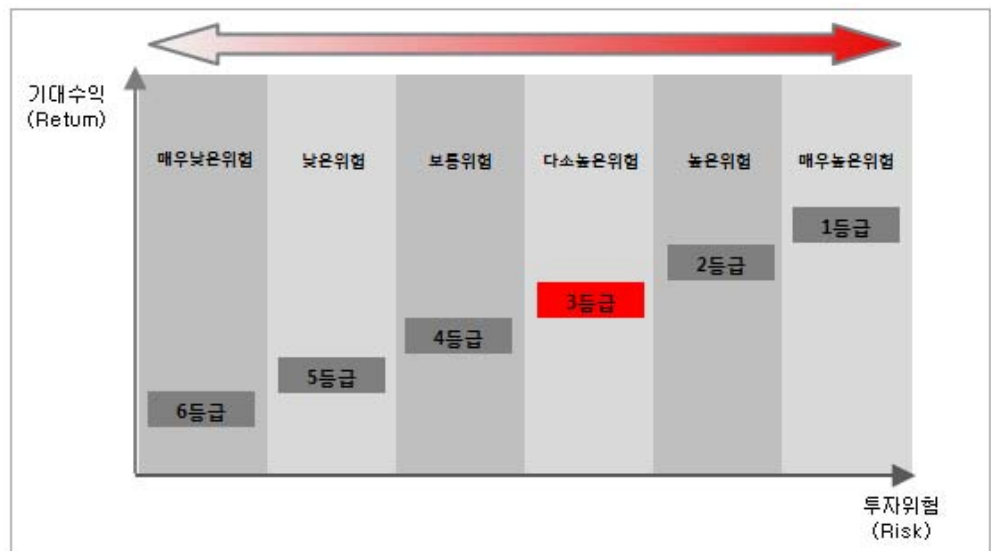 기대수익
(Return)
매우낮은위험 낮은위험 보통위험 다소높은위험 높은위험 매우높은위험
1등급
2등급
3등급
4등급
5등급
6등급
투자위험
(Risk)